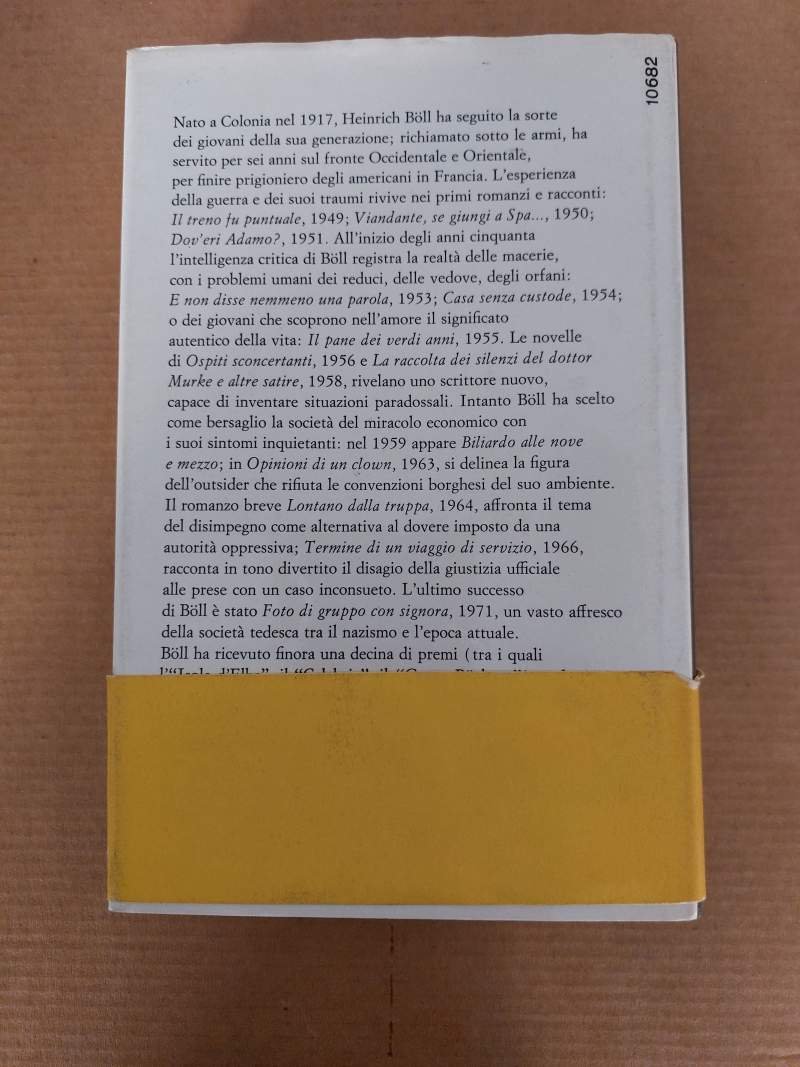 10682
Nato a Colonia nel 1917, Heinrich Böll ha seguito la sorte
dei giovani della sua generazione; richiamato sotto le armi, ha
servito per sei anni sul fronte Occidentale e Orientale,
per finire prigioniero degli americani in Francia. L'esperienza
della guerra e dei suoi traumi rivive nei primi romanzi e racconti:
Il treno fu puntuale, 1949; Viandante, se giungi a Spa..., 1950;
Dov'eri Adamo?, 1951. All'inizio degli anni cinquanta
l'intelligenza critica di Böll registra la realtà delle macerie,
con i problemi umani dei reduci, delle vedove, degli orfani:
E non disse nemmeno una parola, 1953; Casa senza custode, 1954;
o dei giovani che scoprono nell'amore il significato
autentico della vita: Il pane dei verdi anni, 1955. Le novelle
di Ospiti sconcertanti, 1956 e La raccolta dei silenzi del dottor
Murke e altre satire, 1958, rivelano uno scrittore nuovo,
capace di inventare situazioni paradossali. Intanto Böll ha scelto
come bersaglio la società del miracolo economico con
i suoi sintomi inquietanti: nel 1959 appare Biliardo alle nove
e mezzo; in Opinioni di un clown, 1963, si delinea la figura
dell'outsider che rifiuta le convenzioni borghesi del suo ambiente.
Il romanzo breve Lontano dalla truppa, 1964, affronta il tema
del disimpegno come alternativa al dovere imposto da una
autorità oppressiva; Termine di un viaggio di servizio, 1966,
racconta in tono divertito il disagio della giustizia ufficiale
alle prese con un caso inconsueto. L'ultimo successo
di Böll è stato Foto di gruppo con signora, 1971, un vasto affresco
della società tedesca tra il nazismo e l'epoca attuale.
Böll ha ricevuto finora una decina di premi (tra i quali